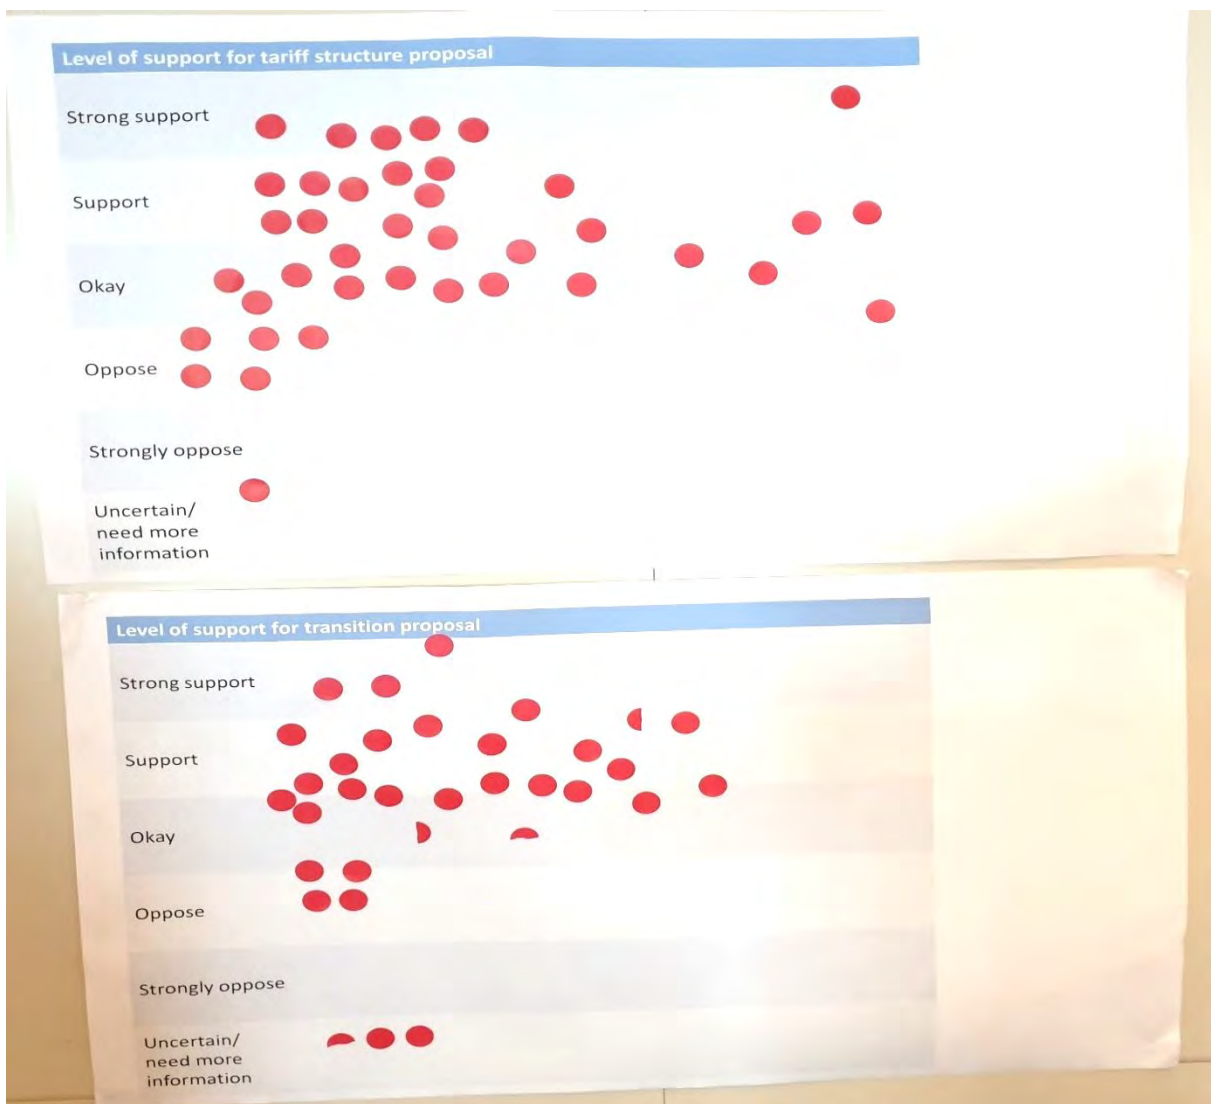 Level of support for tariff structure proposal
Strong support
Support
Okay
Oppose
Strongly oppose
Uncertain/
need more
information
Level of support for transition proposal
Strong support
Support
Okay
Oppose
Strongly oppose
Uncertain/
need more
information